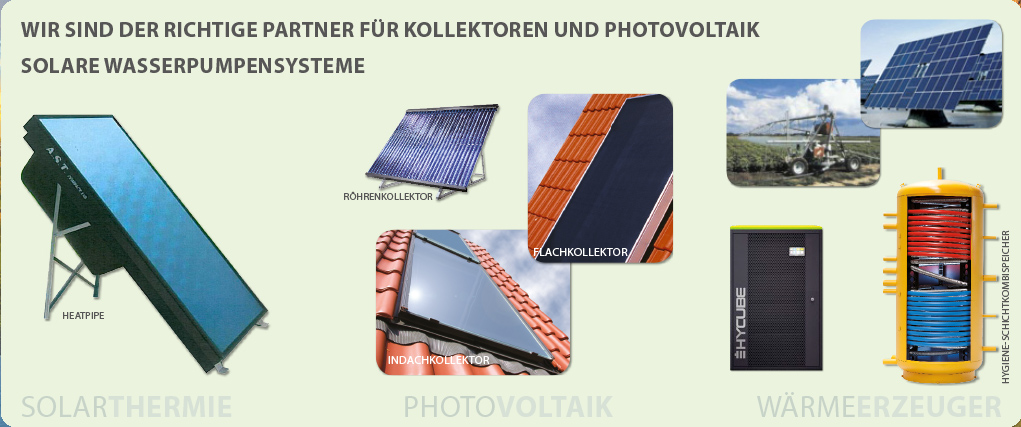 WIR SIND DER RICHTIGE PARTNER FÜR KOLLEKTOREN UND PHOTOVOLTAIK
SOLARE WASSERPUMPENSYSTEME
A.S.T
HEATPIPE
RÖHRENKOLLEKTOR
FLACHKOLLEKTOR
INDACHKOLLEKTOR
HYCUBE
HYGIENE-SCHICHTKOMBISPEICHER
SOLARTHERMIE
PHOTOVOLTAIK
WÄRMEERZEUGER